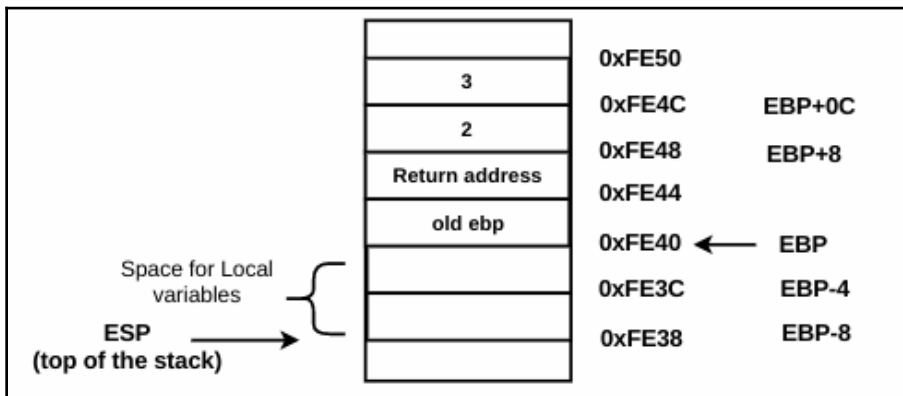 0xFE50
3
0xFE4C EBP+0C
2
0xFE48 EBP+8
Return address
0xFE44
old ebp
0xFE40 EBP
Space for Local
variables
0xFE3C EBP-4
ESP
(top of the stack)
0xFE38 EBP-8